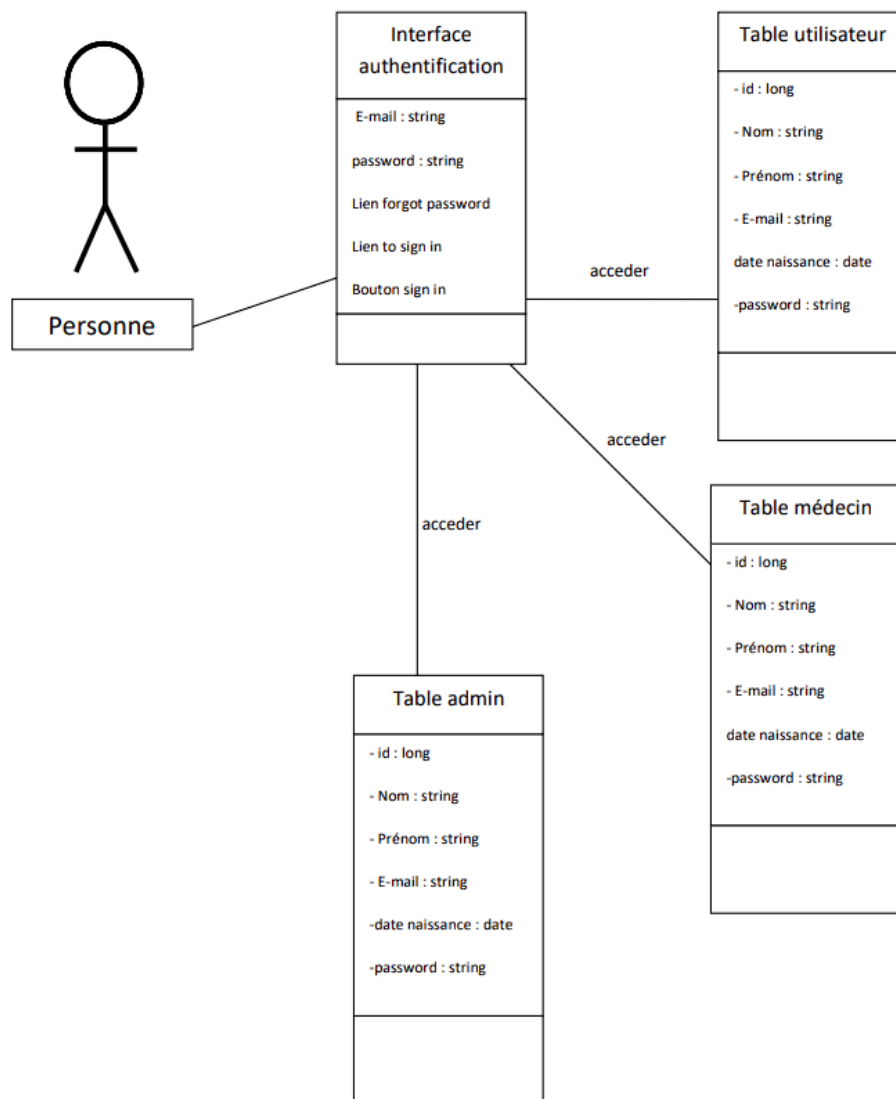 Personne
Interface
authentification
E-mail : string
password : string
Lien forgot password
Lien to sign in
Bouton sign in
acceder
Table utilisateur
- id : long
- Nom : string
- Prénom : string
- E-mail : string
date naissance : date
-password : string
acceder
Table médecin
- id : long
- Nom : string
- Prénom : string
- E-mail : string
date naissance : date
-password : string
acceder
Table admin
- id : long
- Nom : string
- Prénom : string
- E-mail : string
-date naissance : date
-password : string